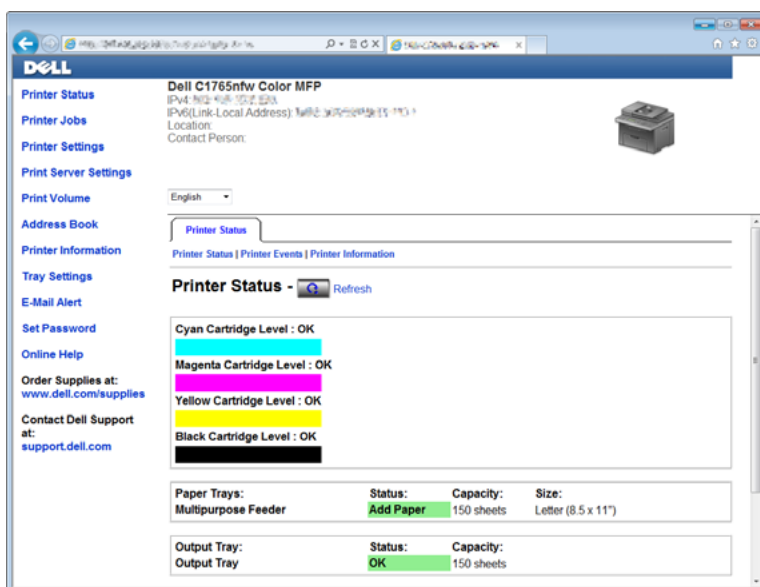 DELL
Printer Status
Printer Jobs
Printer Settings
Print Server Settings
Print Volume
Address Book
Printer Information
Tray Settings
E-Mail Alert
Set Password
Online Help
Order Supplies at:
www.dell.com/supplies
Contact Dell Support
at:
support.dell.com
Dell C1765nfw Color MFP
IPv4:
IPv6(Link-Local Address):
Location:
Contact Person:
English
Printer Status
Printer Status | Printer Events | Printer Information
Printer Status - Refresh
Cyan Cartridge Level : OK
Magenta Cartridge Level : OK
Yellow Cartridge Level : OK
Black Cartridge Level : OK
Paper Trays: Status: Capacity: Size:
Multipurpose Feeder Add Paper 150 sheets Letter (8.5 x 11")
Output Tray: Status: Capacity:
Output Tray OK 150 sheets